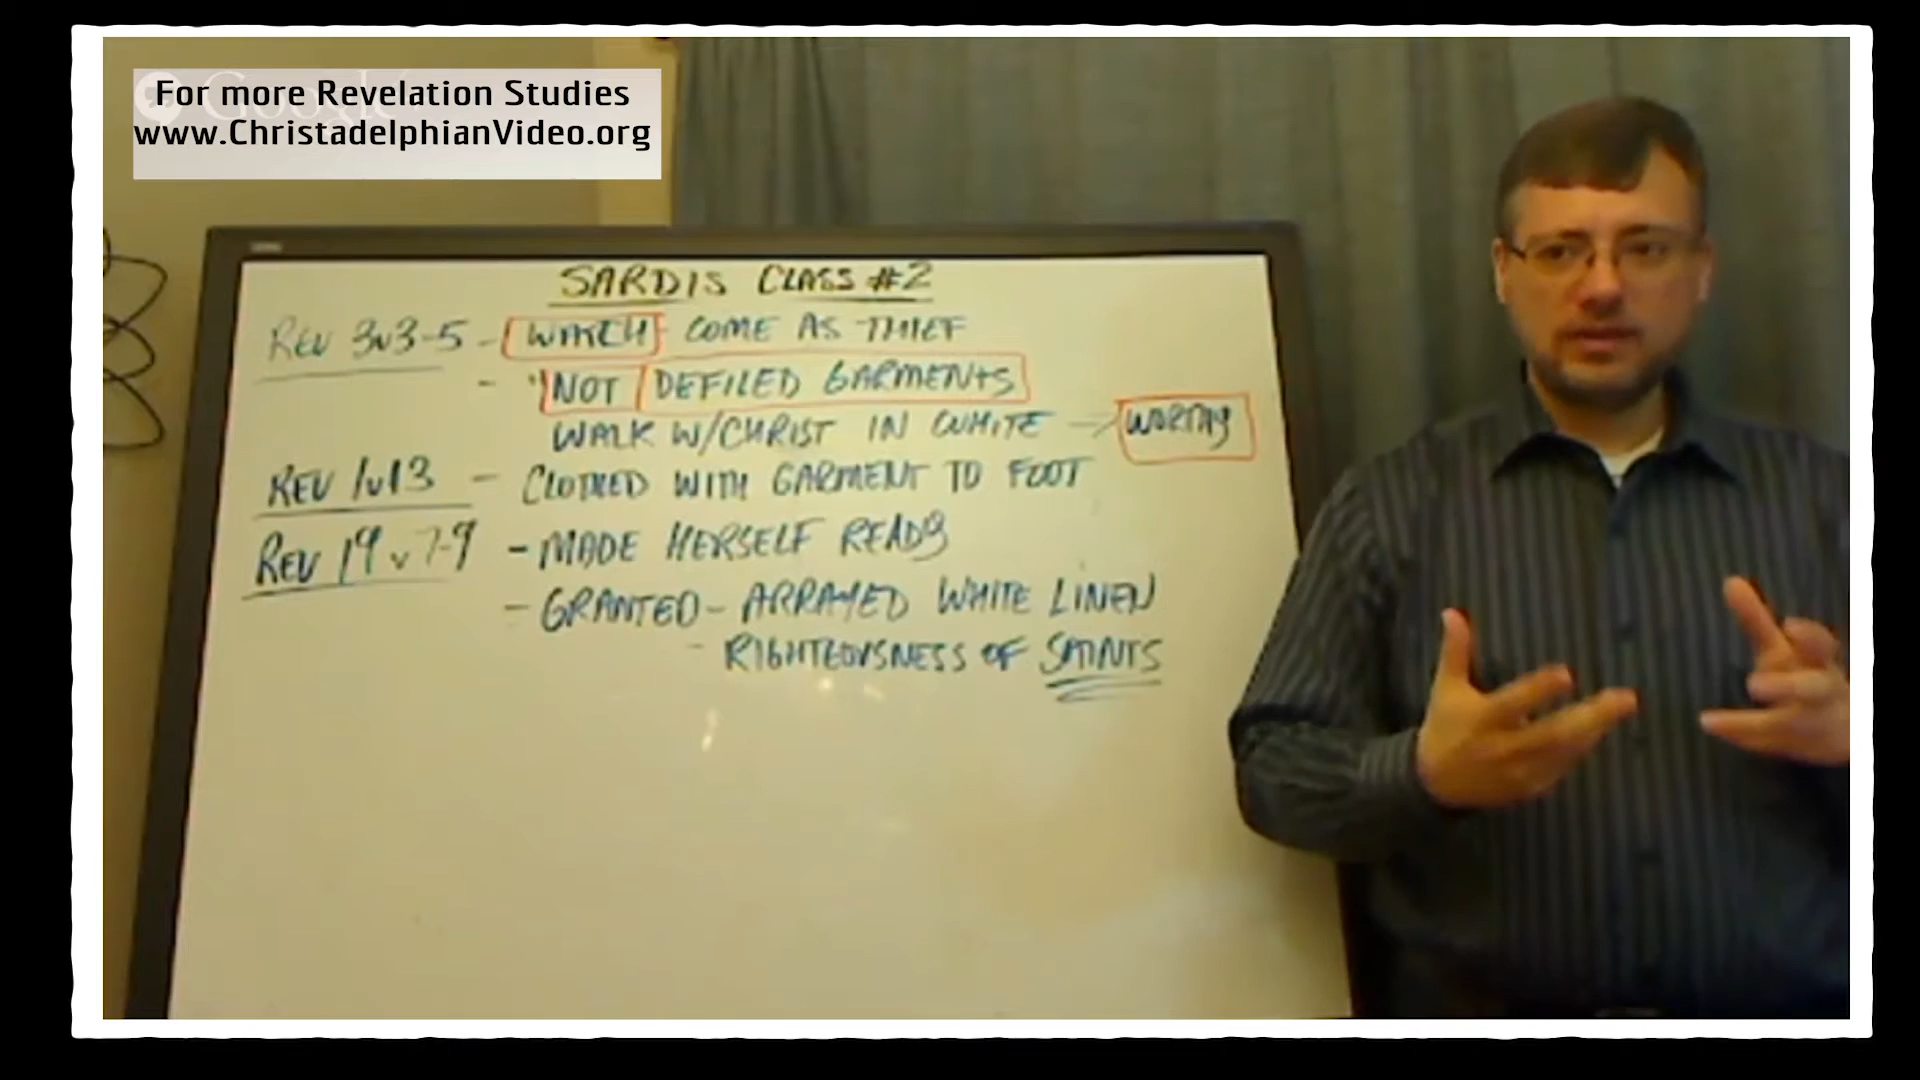 For more Revelation Studies
www.ChristadelphianVideo.org
SARDIS CLASS #2
REV 3v3-5 - WATCH - COME AS THIEF
- "NOT DEFILED GARMENTS
WALK W/CHRIST IN WHITE → WORTHY
REV 1v13 - CLOTHED WITH GARMENT TO FOOT
REV 19v7-9 - MADE HERSELF READY
- GRANTED - ARRAYED WHITE LINEN
- RIGHTEOUSNESS OF SAINTS